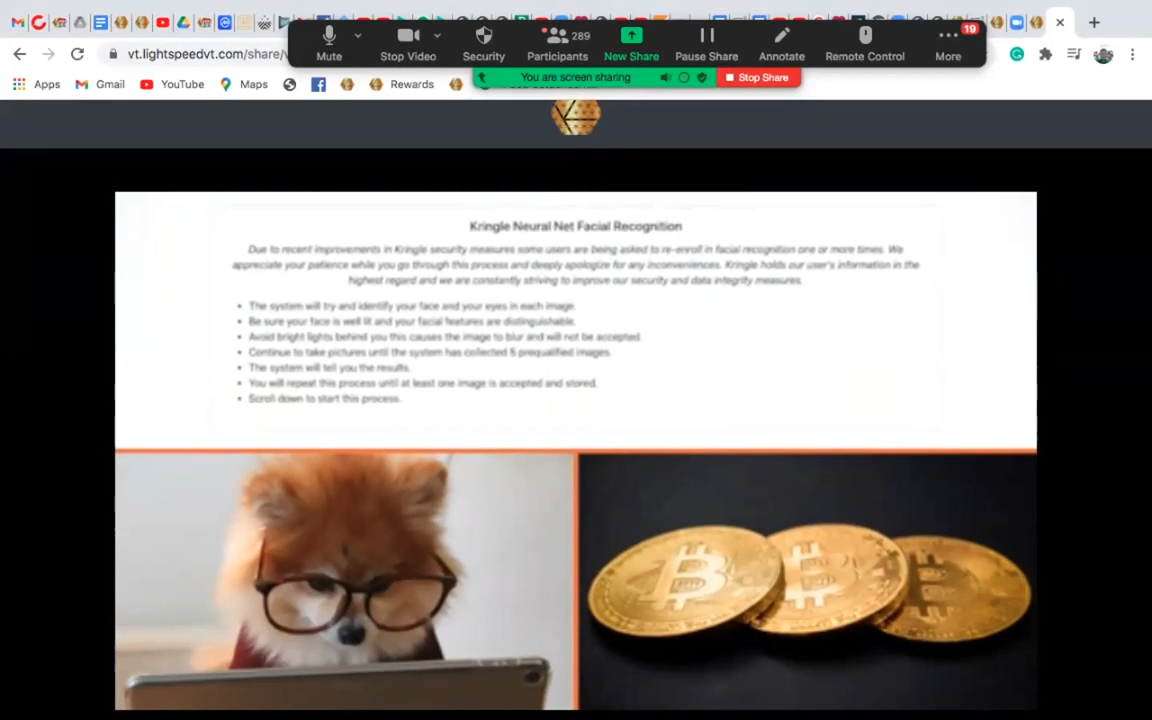 vt.lightspeedvt.com/share/
Mute
Stop Video
Security
289
Participants
New Share
Pause Share
Annotate
Remote Control
19
More
You are screen sharing
Stop Share
Apps
Gmail
YouTube
Maps
Rewards
Kringle Neural Net Facial Recognition
Due to recent improvements in Kringle security measures some users are being asked to re-enroll in facial recognition one or more times. We
appreciate your patience while you go through this process and deeply apologize for any inconveniences. Kringle holds our user's information in the
highest regard and we are constantly striving to improve our security and data integrity measures.
• The system will try and identify your face and your eyes in each image.
• Be sure your face is well lit and your facial features are distinguishable.
• Avoid bright lights behind you this causes the image to blur and will not be accepted.
• Continue to take pictures until the system has collected 5 prequalified images.
• The system will tell you the results.
• You will repeat this process until at least one image is accepted and stored.
• Scroll down to start this process.